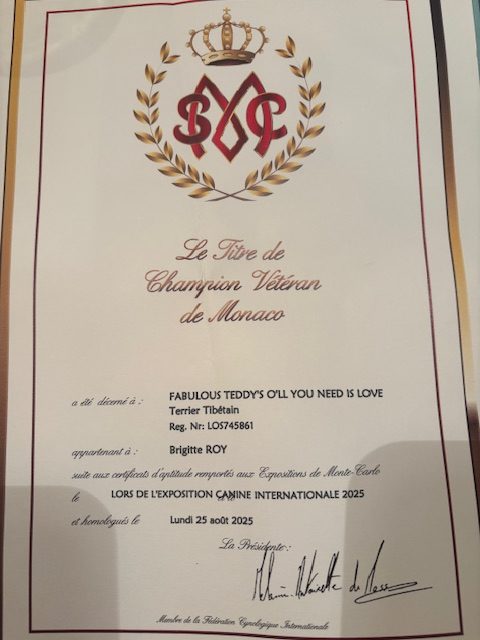 SMC
Le Titre de
Champion Vétéran
de Monaco
a été décerné à : FABULOUS TEDDY'S O'LL YOU NEED IS LOVE
Terrier Tibétain
Reg. Nr: LOS745861
appartenant à : Brigitte ROY
suite aux certificats d'aptitude remportés aux Expositions de Monte-Carlo
le LORS DE L'EXPOSITION CANINE INTERNATIONALE 2025
et homologués le Lundi 25 août 2025
La Présidente :
Membre de la Fédération Cynologique Internationale